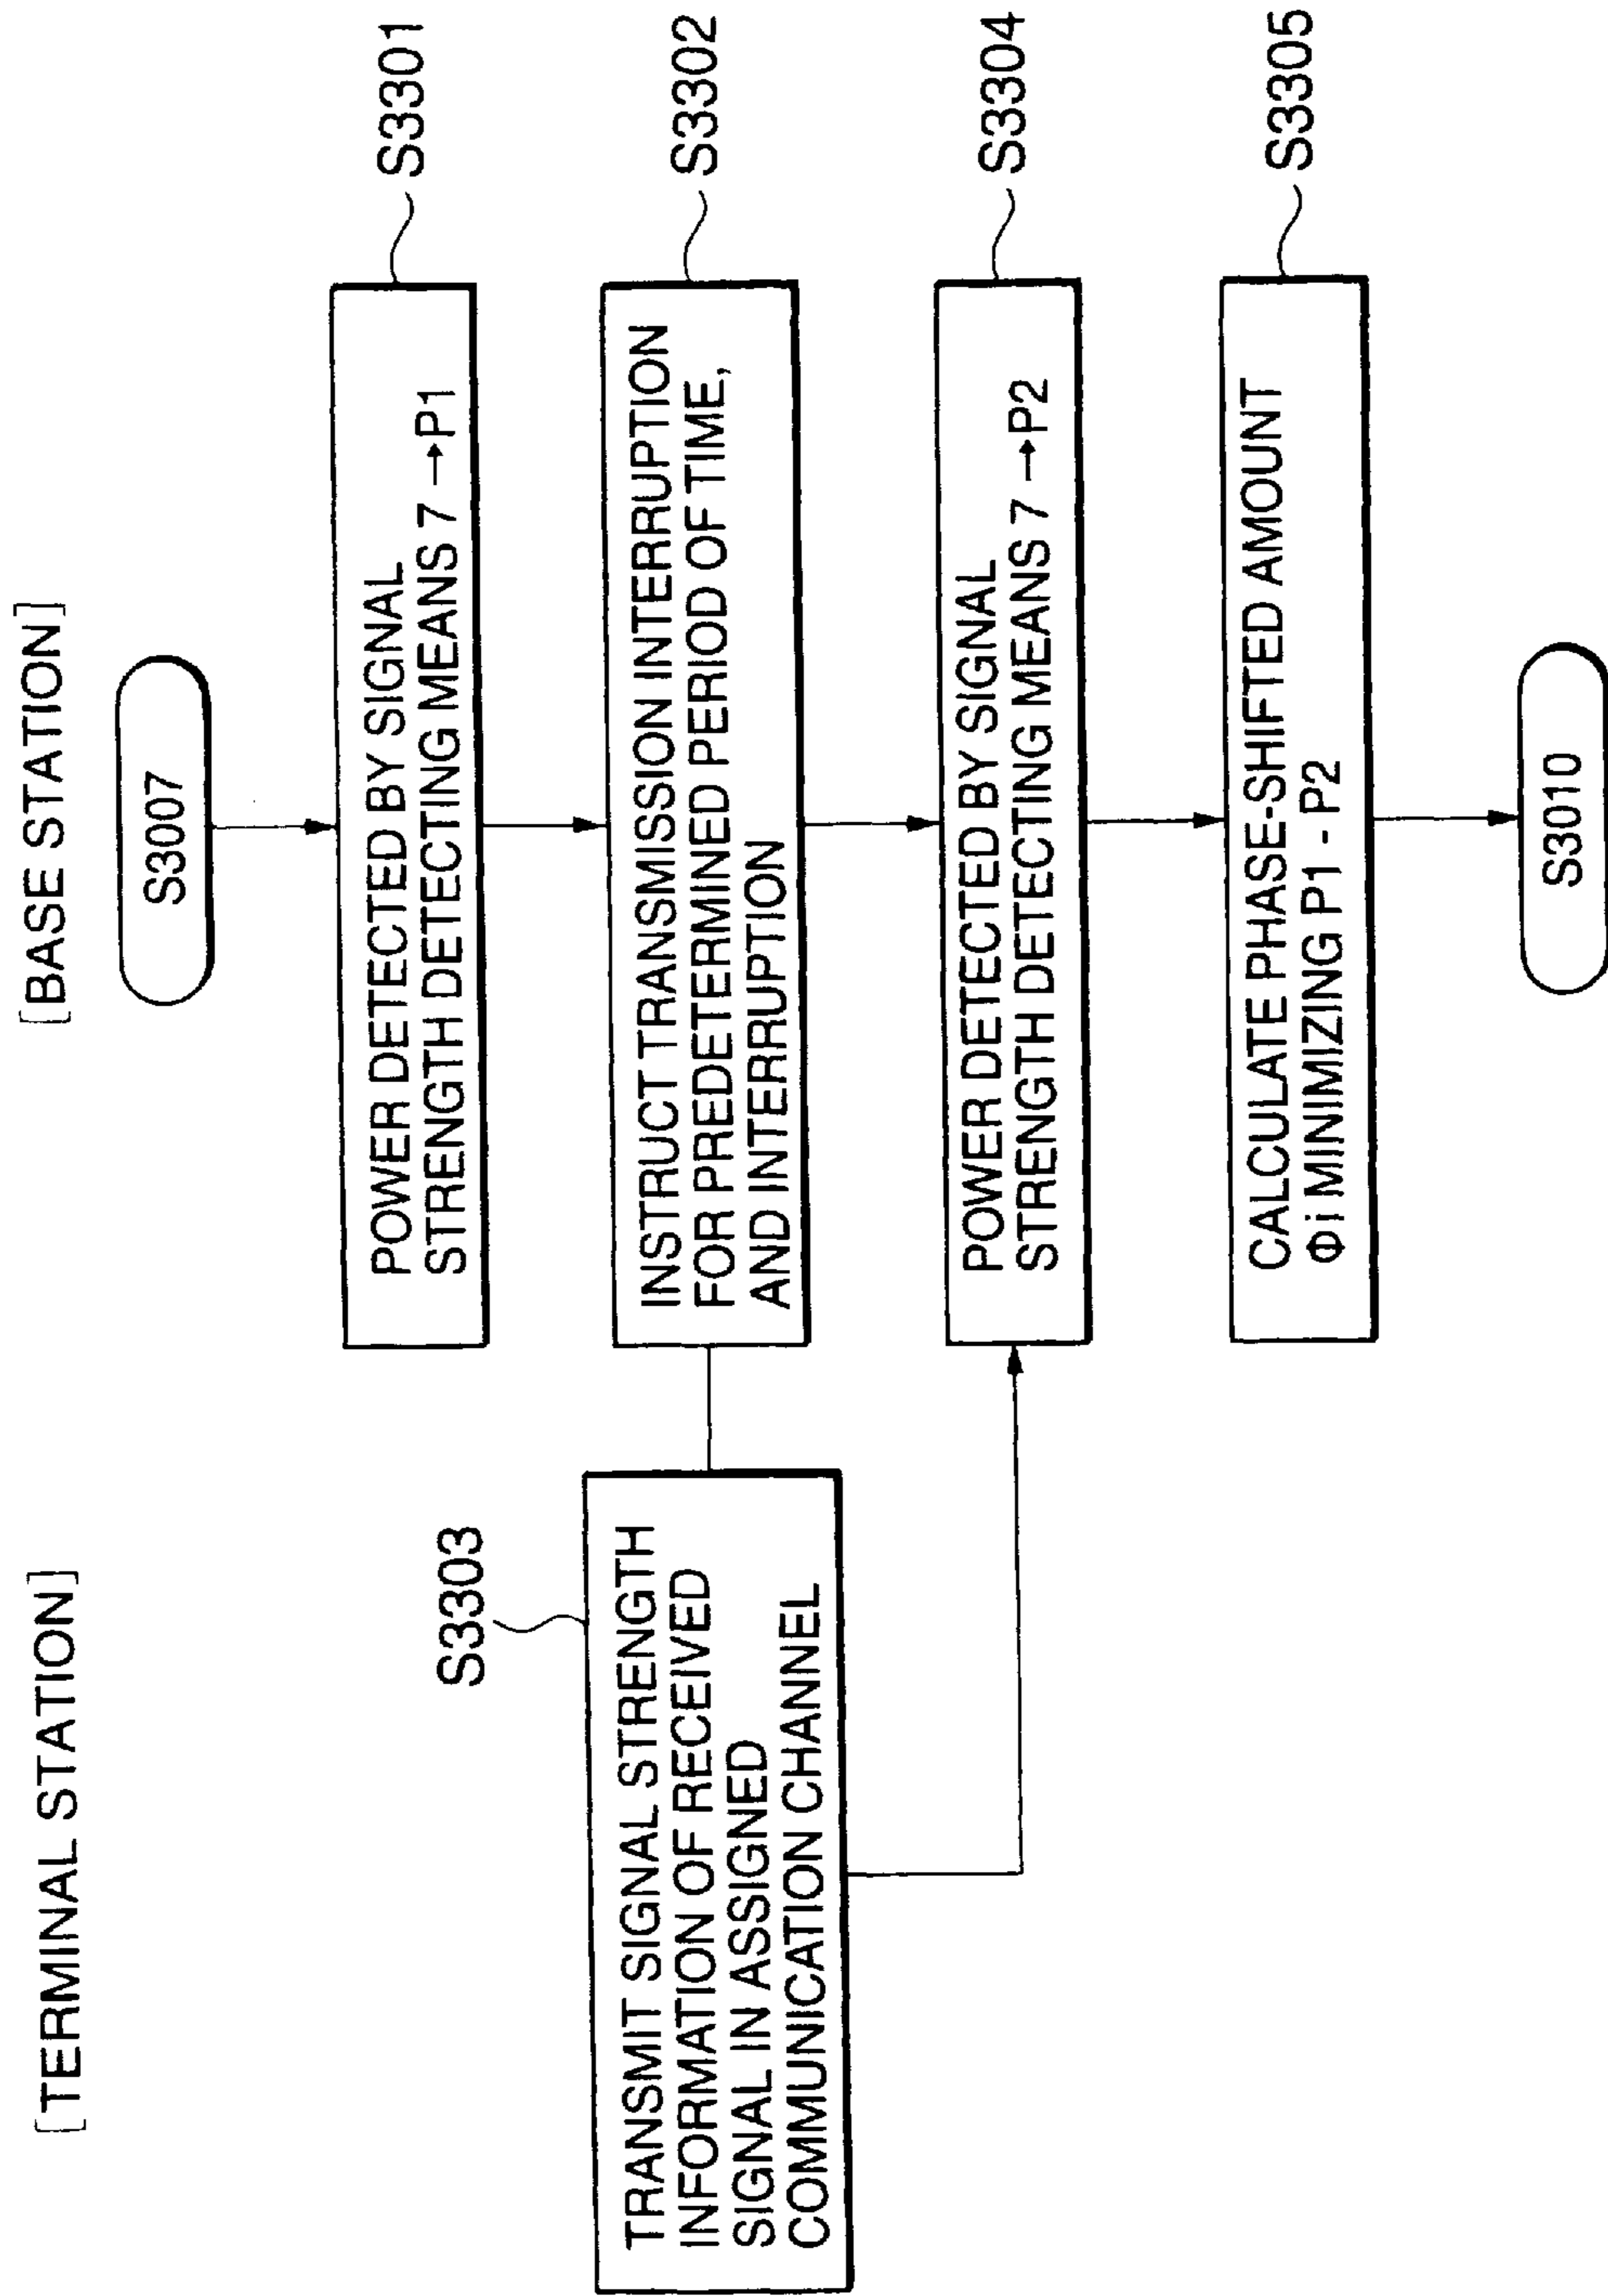 [TERMINAL STATION]
[BASE STATION]
S3007
POWER DETECTED BY SIGNAL
STRENGTH DETECTING MEANS 7 →P1
S3301
INSTRUCT TRANSMISSION INTERRUPTION
FOR PREDETERMINED PERIOD OF TIME,
AND INTERRUPTION
S3302
S3303
TRANSMIT SIGNAL STRENGTH
INFORMATION OF RECEIVED
SIGNAL IN ASSIGNED
COMMUNICATION CHANNEL
POWER DETECTED BY SIGNAL
STRENGTH DETECTING MEANS 7 →P2
S3304
CALCULATE PHASE-SHIFTED AMOUNT
Φi MINIMIZING P1 - P2
S3305
S3010